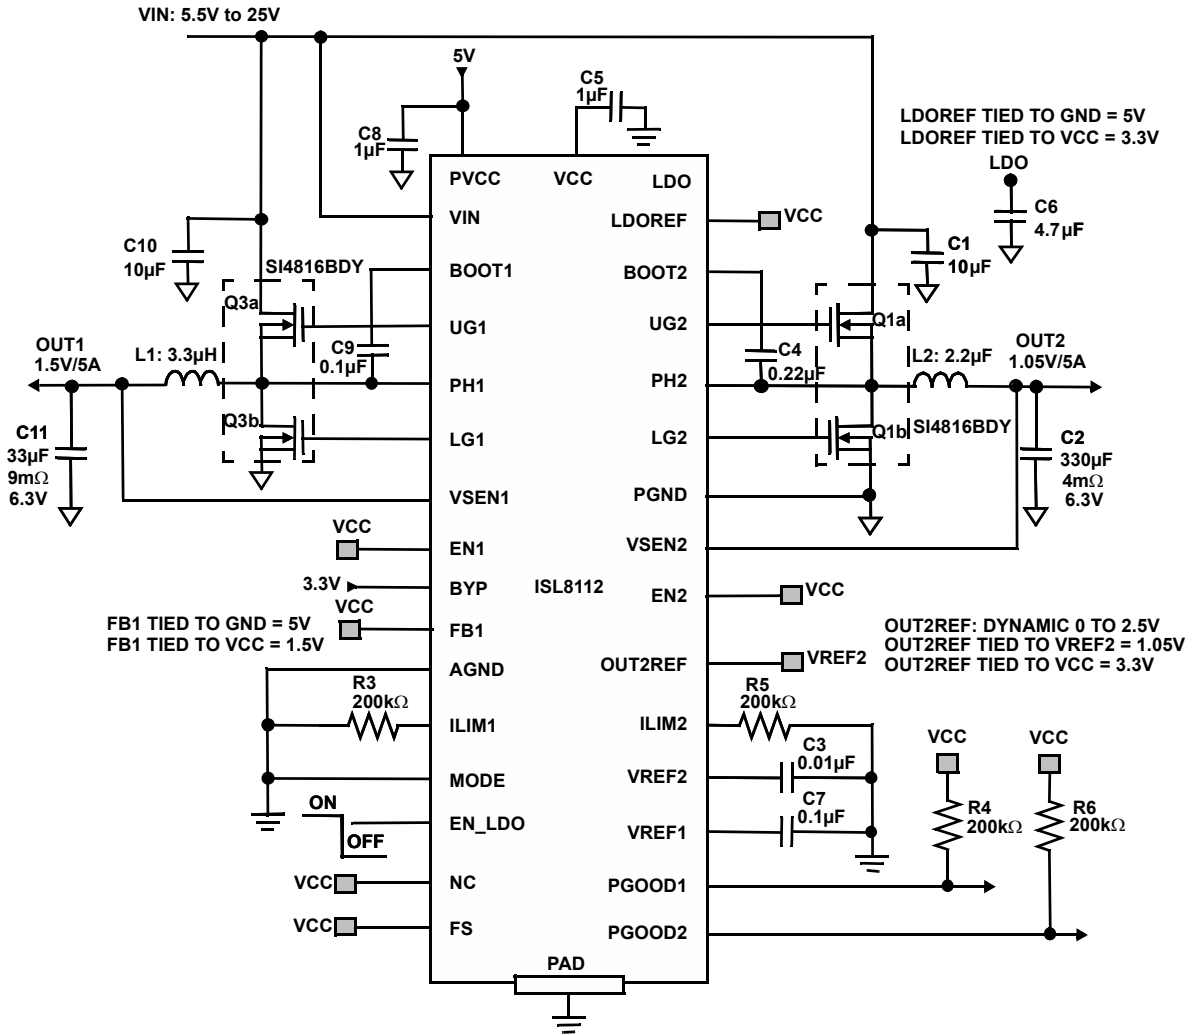 VIN: 5.5V to 25V
5V
C5
1µF
C8
1µF
LDOREF TIED TO GND = 5V
LDOREF TIED TO VCC = 3.3V
LDO
C6
4.7µF
PVCC
VCC
LDO
VIN
LDOREF
VCC
C10
10µF
C1
10µF
SI4816BDY
BOOT1
BOOT2
Q3a
Q1a
UG1
UG2
OUT1
1.5V/5A
L1: 3.3µH
C9
0.1µF
C4
0.22µF
L2: 2.2µF
OUT2
1.05V/5A
PH1
PH2
Q3b
Q1b
SI4816BDY
C11
33µF
9mΩ
6.3V
LG1
LG2
C2
330µF
4mΩ
6.3V
VSEN1
PGND
VCC
EN1
VSEN2
3.3V
BYP
ISL8112
EN2
VCC
VCC
FB1 TIED TO GND = 5V
FB1 TIED TO VCC = 1.5V
FB1
OUT2REF: DYNAMIC 0 TO 2.5V
OUT2REF TIED TO VREF2 = 1.05V
OUT2REF TIED TO VCC = 3.3V
AGND
OUT2REF
VREF2
R3
200kΩ
R5
200kΩ
ILIM1
ILIM2
VCC
VCC
C3
0.01µF
MODE
VREF2
ON
OFF
EN_LDO
C7
0.1µF
VREF1
R4
200kΩ
R6
200kΩ
VCC
NC
PGOOD1
VCC
FS
PGOOD2
PAD